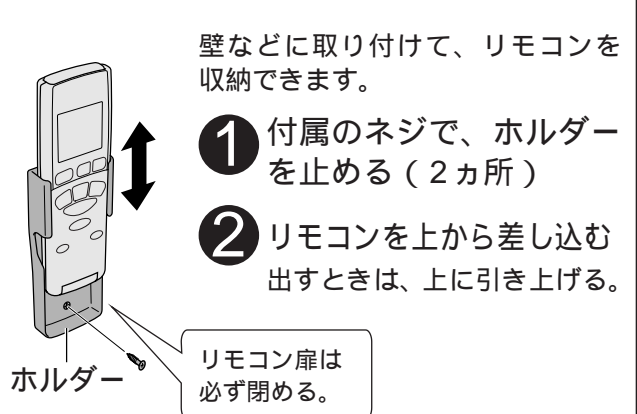 壁などに取り付けて、リモコンを
収納できます。
1 付属のネジで、ホルダー
を止める(2ヵ所)
2 リモコンを上から差し込む
出すときは、上に引き上げる。
リモコン扉は
必ず閉める。
ホルダー